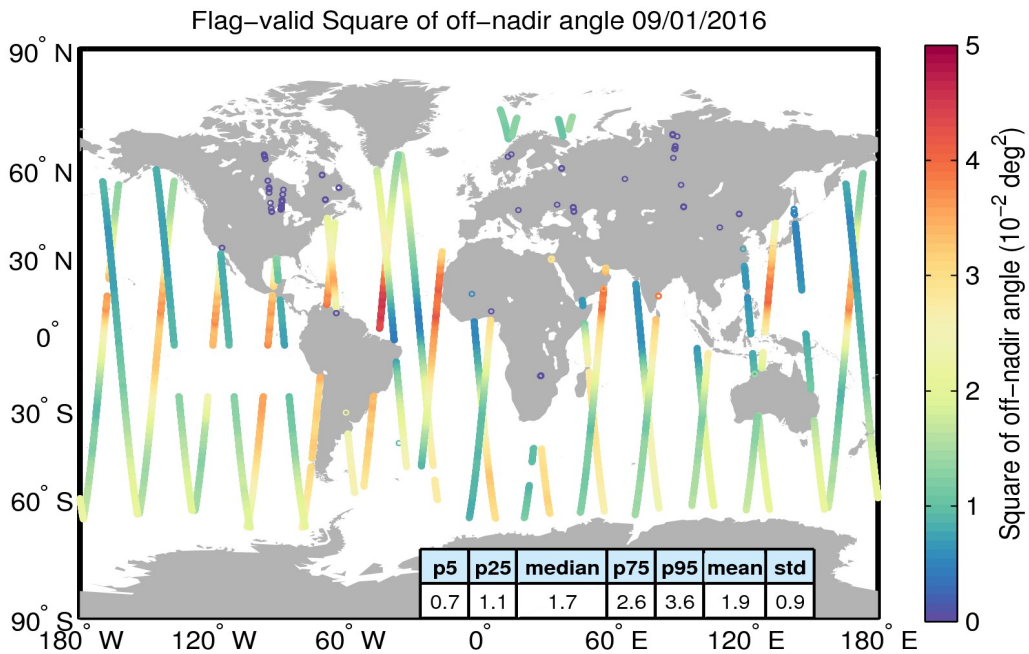 Flag−valid Square of off−nadir angle 09/01/2016
90° N
60° N
30° N
0°
30° S
60° S
90° S
180° W
120° W
60° W
0°
60° E
120° E
180° E
p5 p25 median p75 p95 mean std
0.7 1.1 1.7 2.6 3.6 1.9 0.9
5
4
3
2
1
0
Square of off−nadir angle (10⁻² deg²)